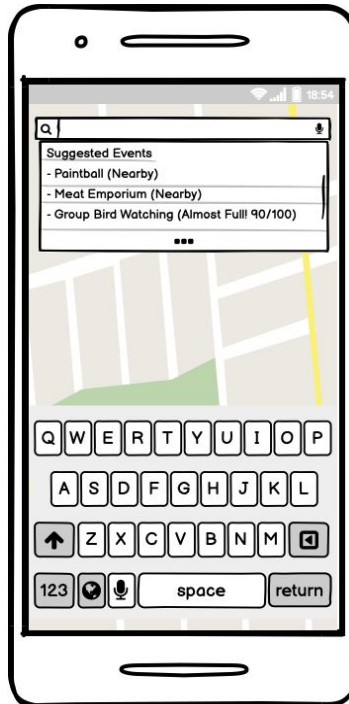 18:54
Suggested Events
- Paintball (Nearby)
- Meat Emporium (Nearby)
- Group Bird Watching (Almost Full! 90/100)
Q W E R T Y U I O P
A S D F G H J K L
Z X C V B N M
123 space return